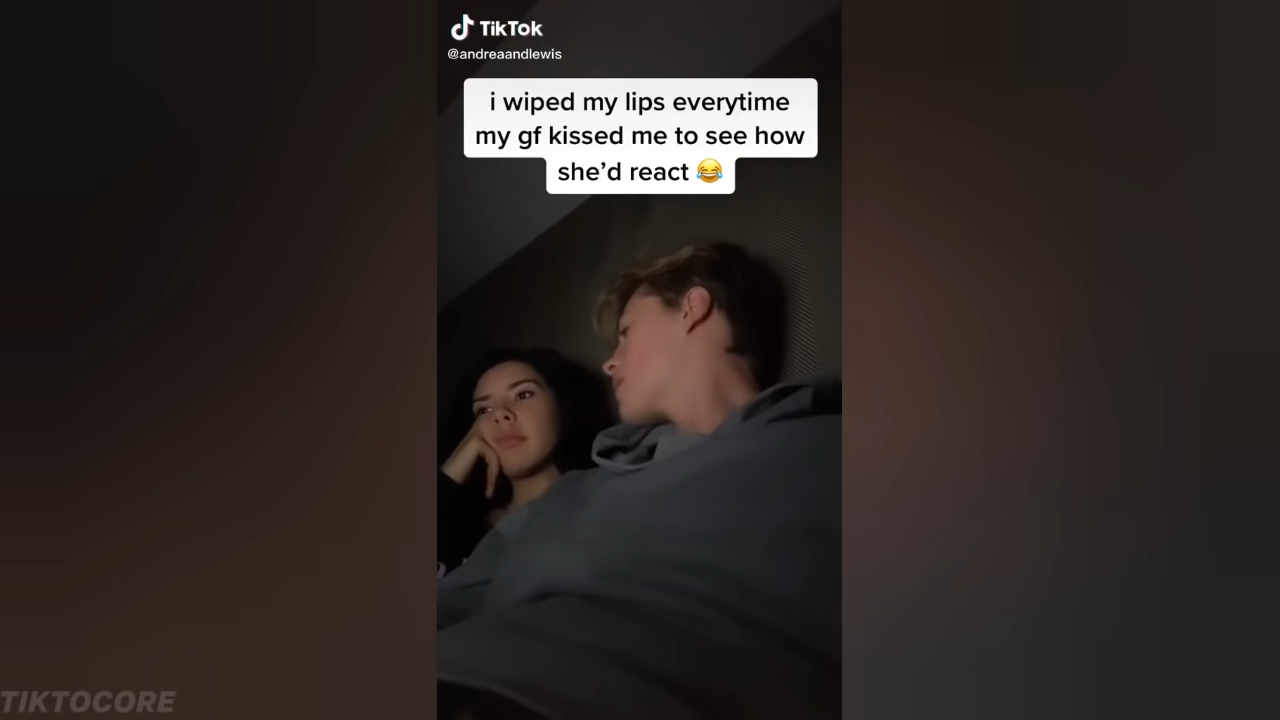 TikTok
@andreaandlewis
i wiped my lips everytime
my gf kissed me to see how
she’d react 😂
TIKTOCORE